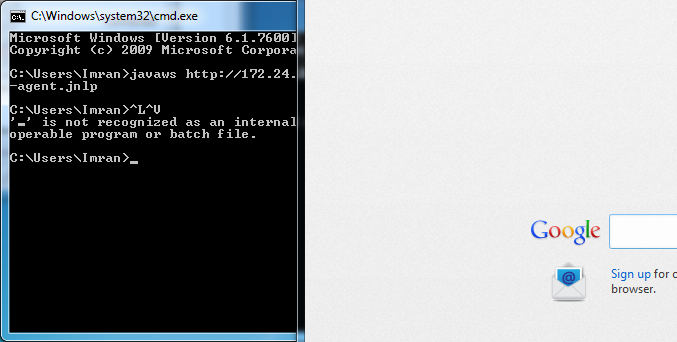 C:\Windows\system32\cmd.exe
Microsoft Windows [Version 6.1.7600]
Copyright (c) 2009 Microsoft Corpora
C:\Users\Imran>javaws http://172.24.
-agent.jnlp
C:\Users\Imran>^L^V
'▬' is not recognized as an internal
operable program or batch file.
C:\Users\Imran>_
Google
Sign up for
browser.